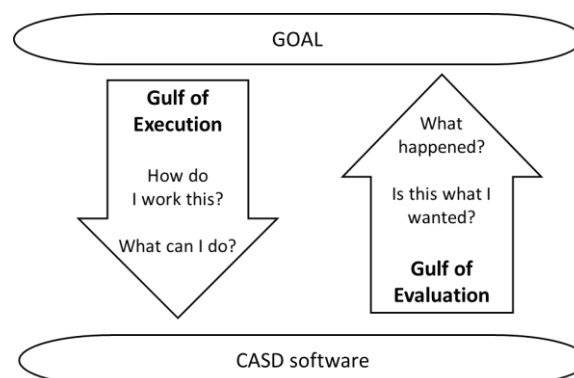 GOAL
Gulf of
Execution
How do
I work this?
What can I do?
What
happened?
Is this what I
wanted?
Gulf of
Evaluation
CASD software